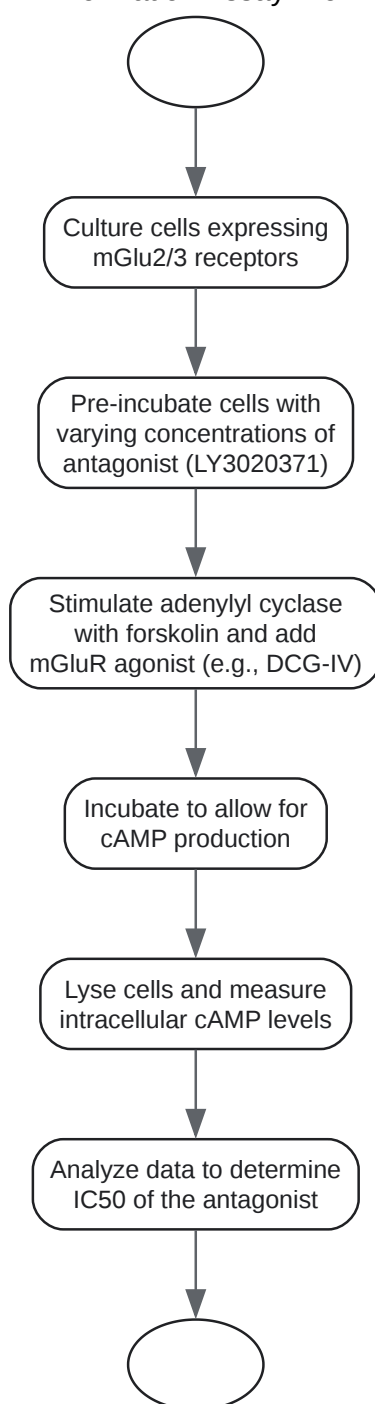 Culture cells expressing
mGlu2/3 receptors
Pre-incubate cells with
varying concentrations of
antagonist (LY3020371)
Stimulate adenylyl cyclase
with forskolin and add
mGluR agonist (e.g., DCG-IV)
Incubate to allow for
cAMP production
Lyse cells and measure
intracellular cAMP levels
Analyze data to determine
IC50 of the antagonist